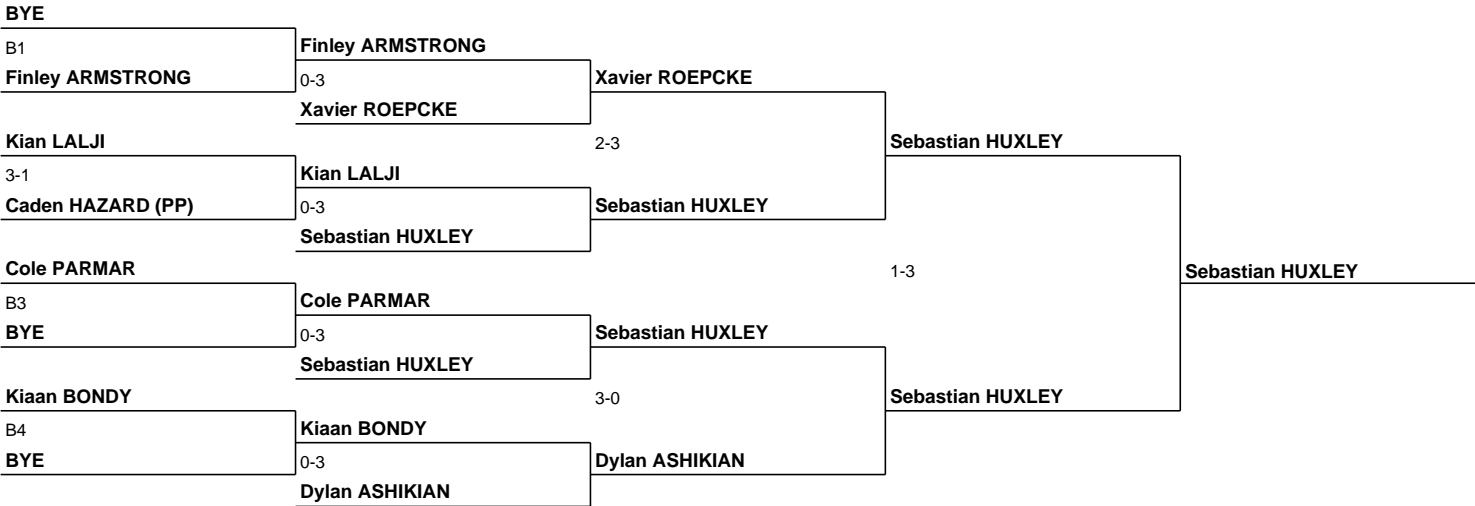 BYE
B1
Finley ARMSTRONG
Finley ARMSTRONG
0-3
Xavier ROEPCKE
Xavier ROEPCKE
Kian LALJI
2-3
Sebastian HUXLEY
3-1
Kian LALJI
Caden HAZARD (PP)
0-3
Sebastian HUXLEY
Sebastian HUXLEY
Cole PARMAR
1-3
Sebastian HUXLEY
B3
Cole PARMAR
BYE
0-3
Sebastian HUXLEY
Sebastian HUXLEY
Kiaan BONDY
3-0
Sebastian HUXLEY
B4
Kiaan BONDY
BYE
0-3
Dylan ASHIKIAN
Dylan ASHIKIAN